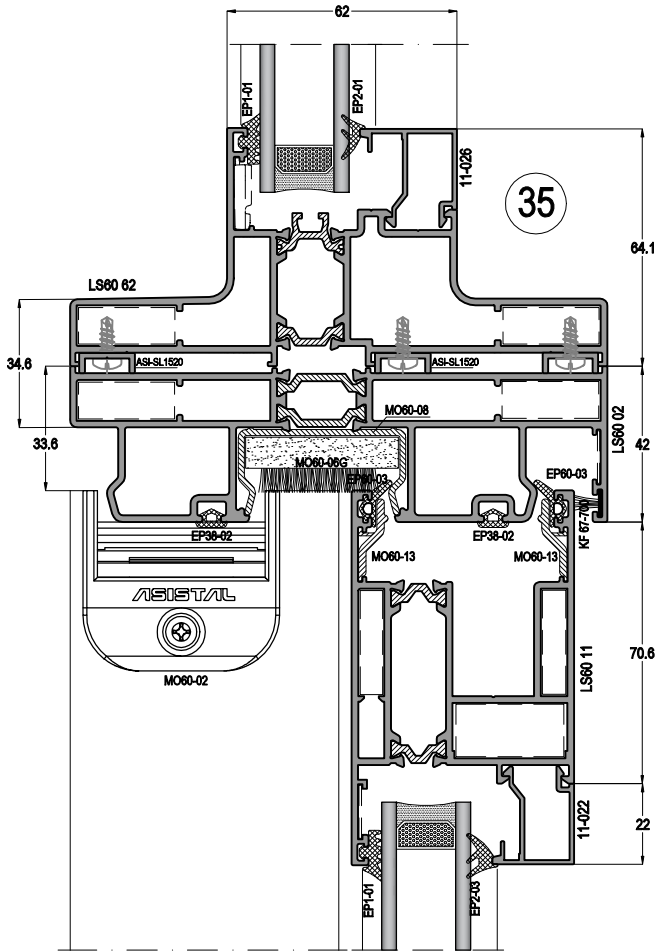 62
EP1-01
EP2-01
11-026
35
64.1
LS60 62
34.6
ASI-SL1520
ASI-SL1520
MO60-08
LS60 02
33.6
42
MO60-06G
EP60-03
EP60-03
EP38-02
EP38-02
KF 67-700
MO60-13
MO60-13
ASISTAL
MO60-02
LS60 11
70.6
11-022
22
EP1-01
EP2-03